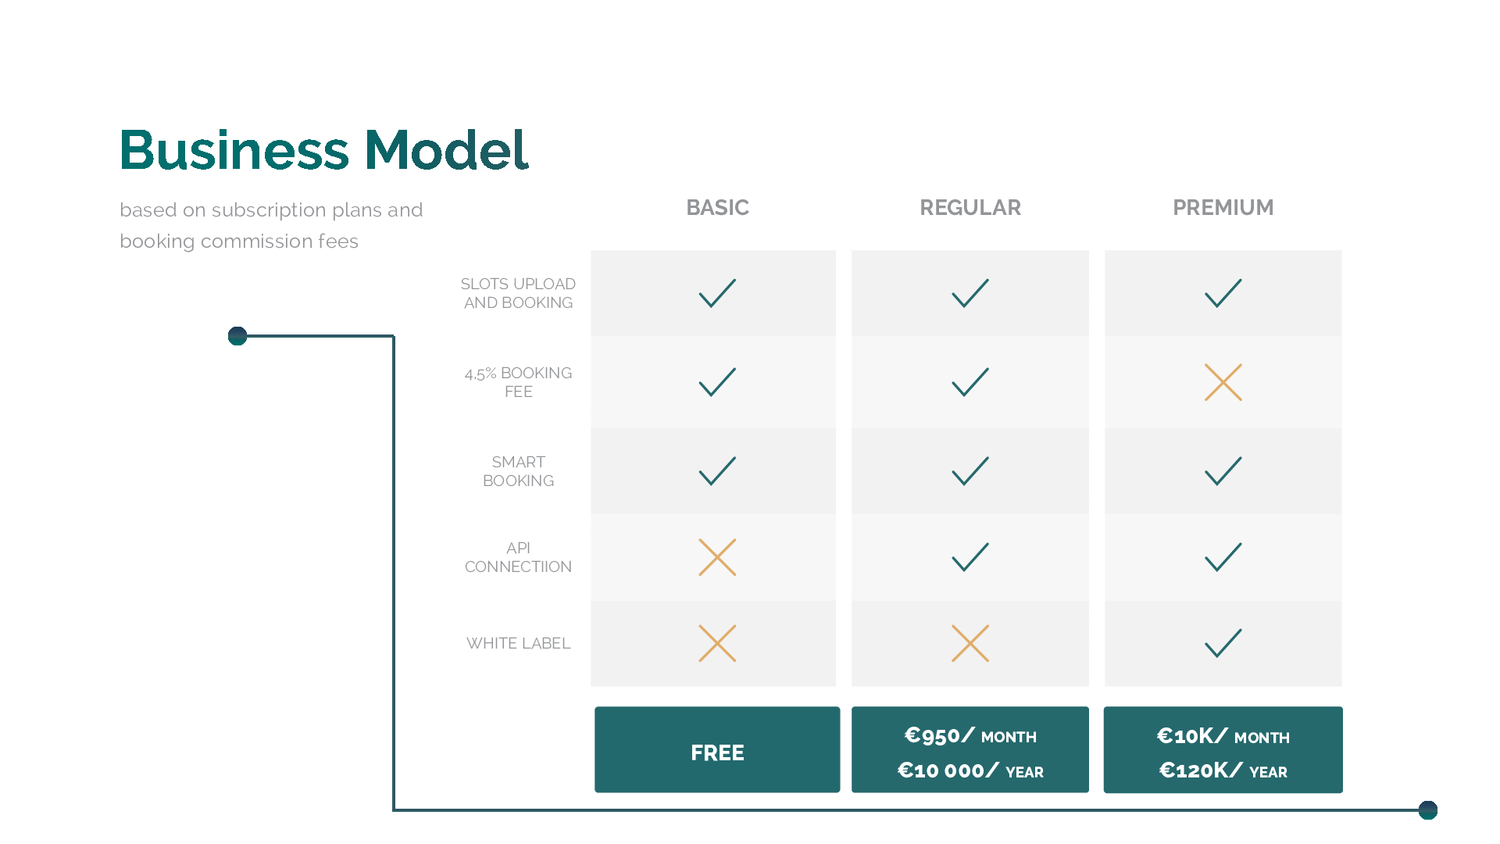 Business Model
based on subscription plans and
booking commission fees
BASIC
REGULAR
PREMIUM
SLOTS UPLOAD
AND BOOKING
4,5% BOOKING
FEE
SMART
BOOKING
API
CONNECTIION
WHITE LABEL
FREE
€950/ MONTH
€10 000/ YEAR
€10K/ MONTH
€120K/ YEAR